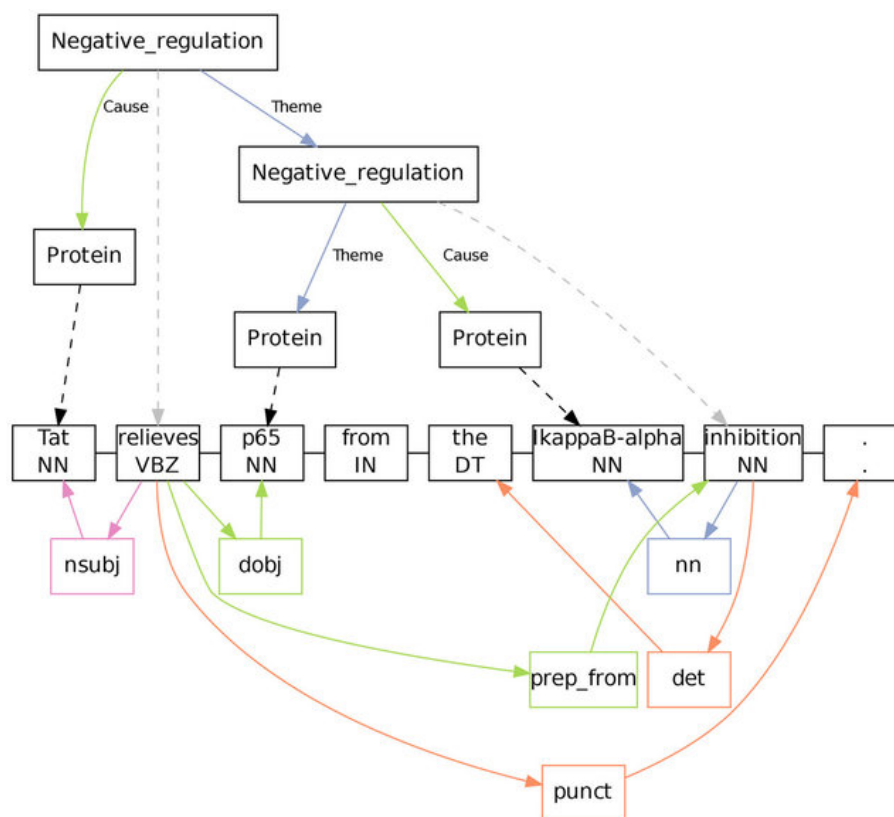 Negative_regulation
Cause
Theme
Negative_regulation
Protein
Theme
Cause
Protein
Protein
Tat
NN
relieves
VBZ
p65
NN
from
IN
the
DT
IkappaB-alpha
NN
inhibition
NN
.
.
nsubj
dobj
nn
prep_from
det
punct